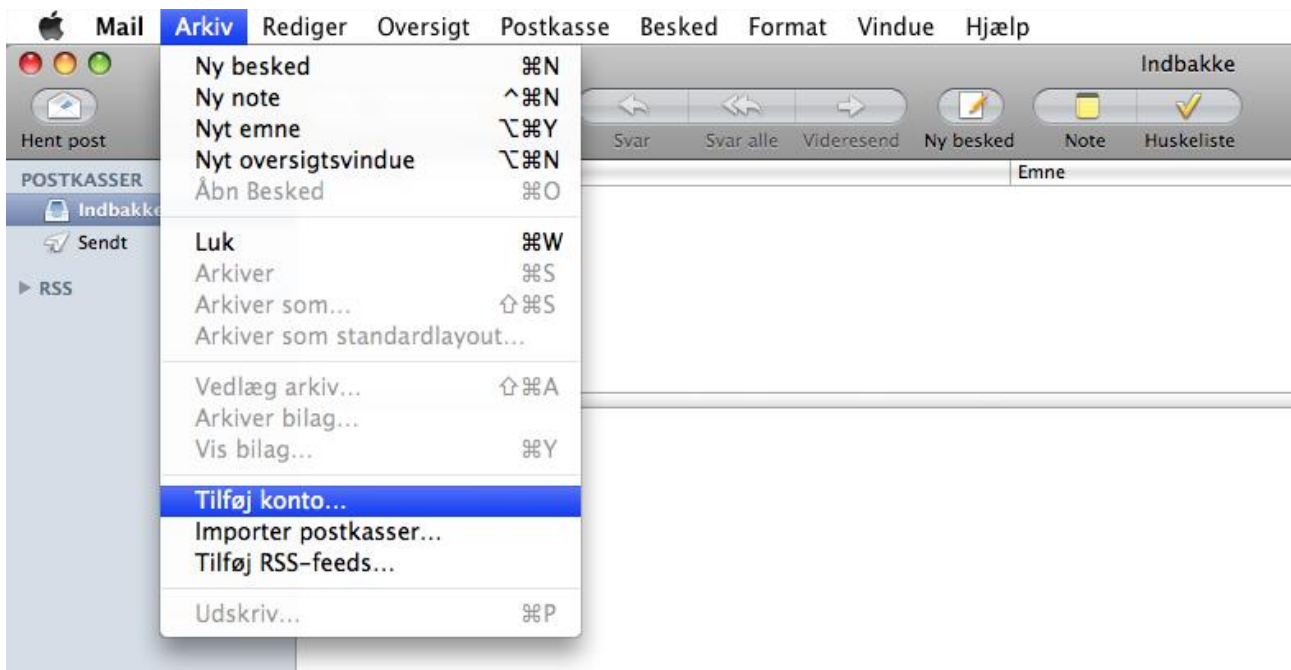 Mail Arkiv Rediger Oversigt Postkasse Besked Format Vindue Hjælp
Indbakke
Hent post
Svar Svar alle Videresend Ny besked Note Huskeliste
Emne
POSTKASSER
Indbakke
Sendt
RSS
Ny besked ⌘N
Ny note ^⌘N
Nyt emne ⌥⌘Y
Nyt oversigtsvindue ⌥⌘N
Åbn Besked ⌘O
Luk ⌘W
Arkiver ⌘S
Arkiver som... ⇧⌘S
Arkiver som standardlayout...
Vedlæg arkiv... ⇧⌘A
Arkiver bilag...
Vis bilag... ⌘Y
Tilføj konto...
Importer postkasser...
Tilføj RSS-feeds...
Udskriv... ⌘P